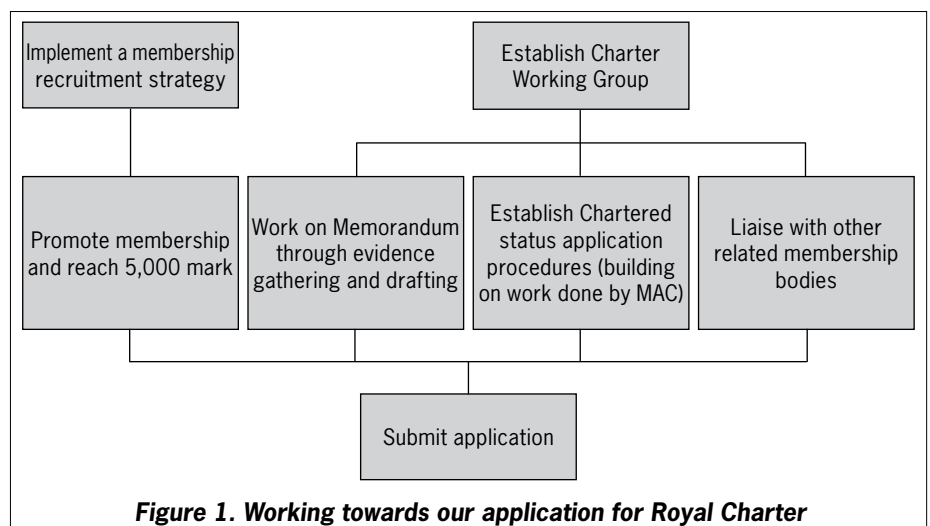 Implement a membership
recruitment strategy
Establish Charter
Working Group
Promote membership
and reach 5,000 mark
Work on Memorandum
through evidence
gathering and drafting
Establish Chartered
status application
procedures (building
on work done by MAC)
Liaise with other
related membership
bodies
Submit application
Figure 1. Working towards our application for Royal Charter